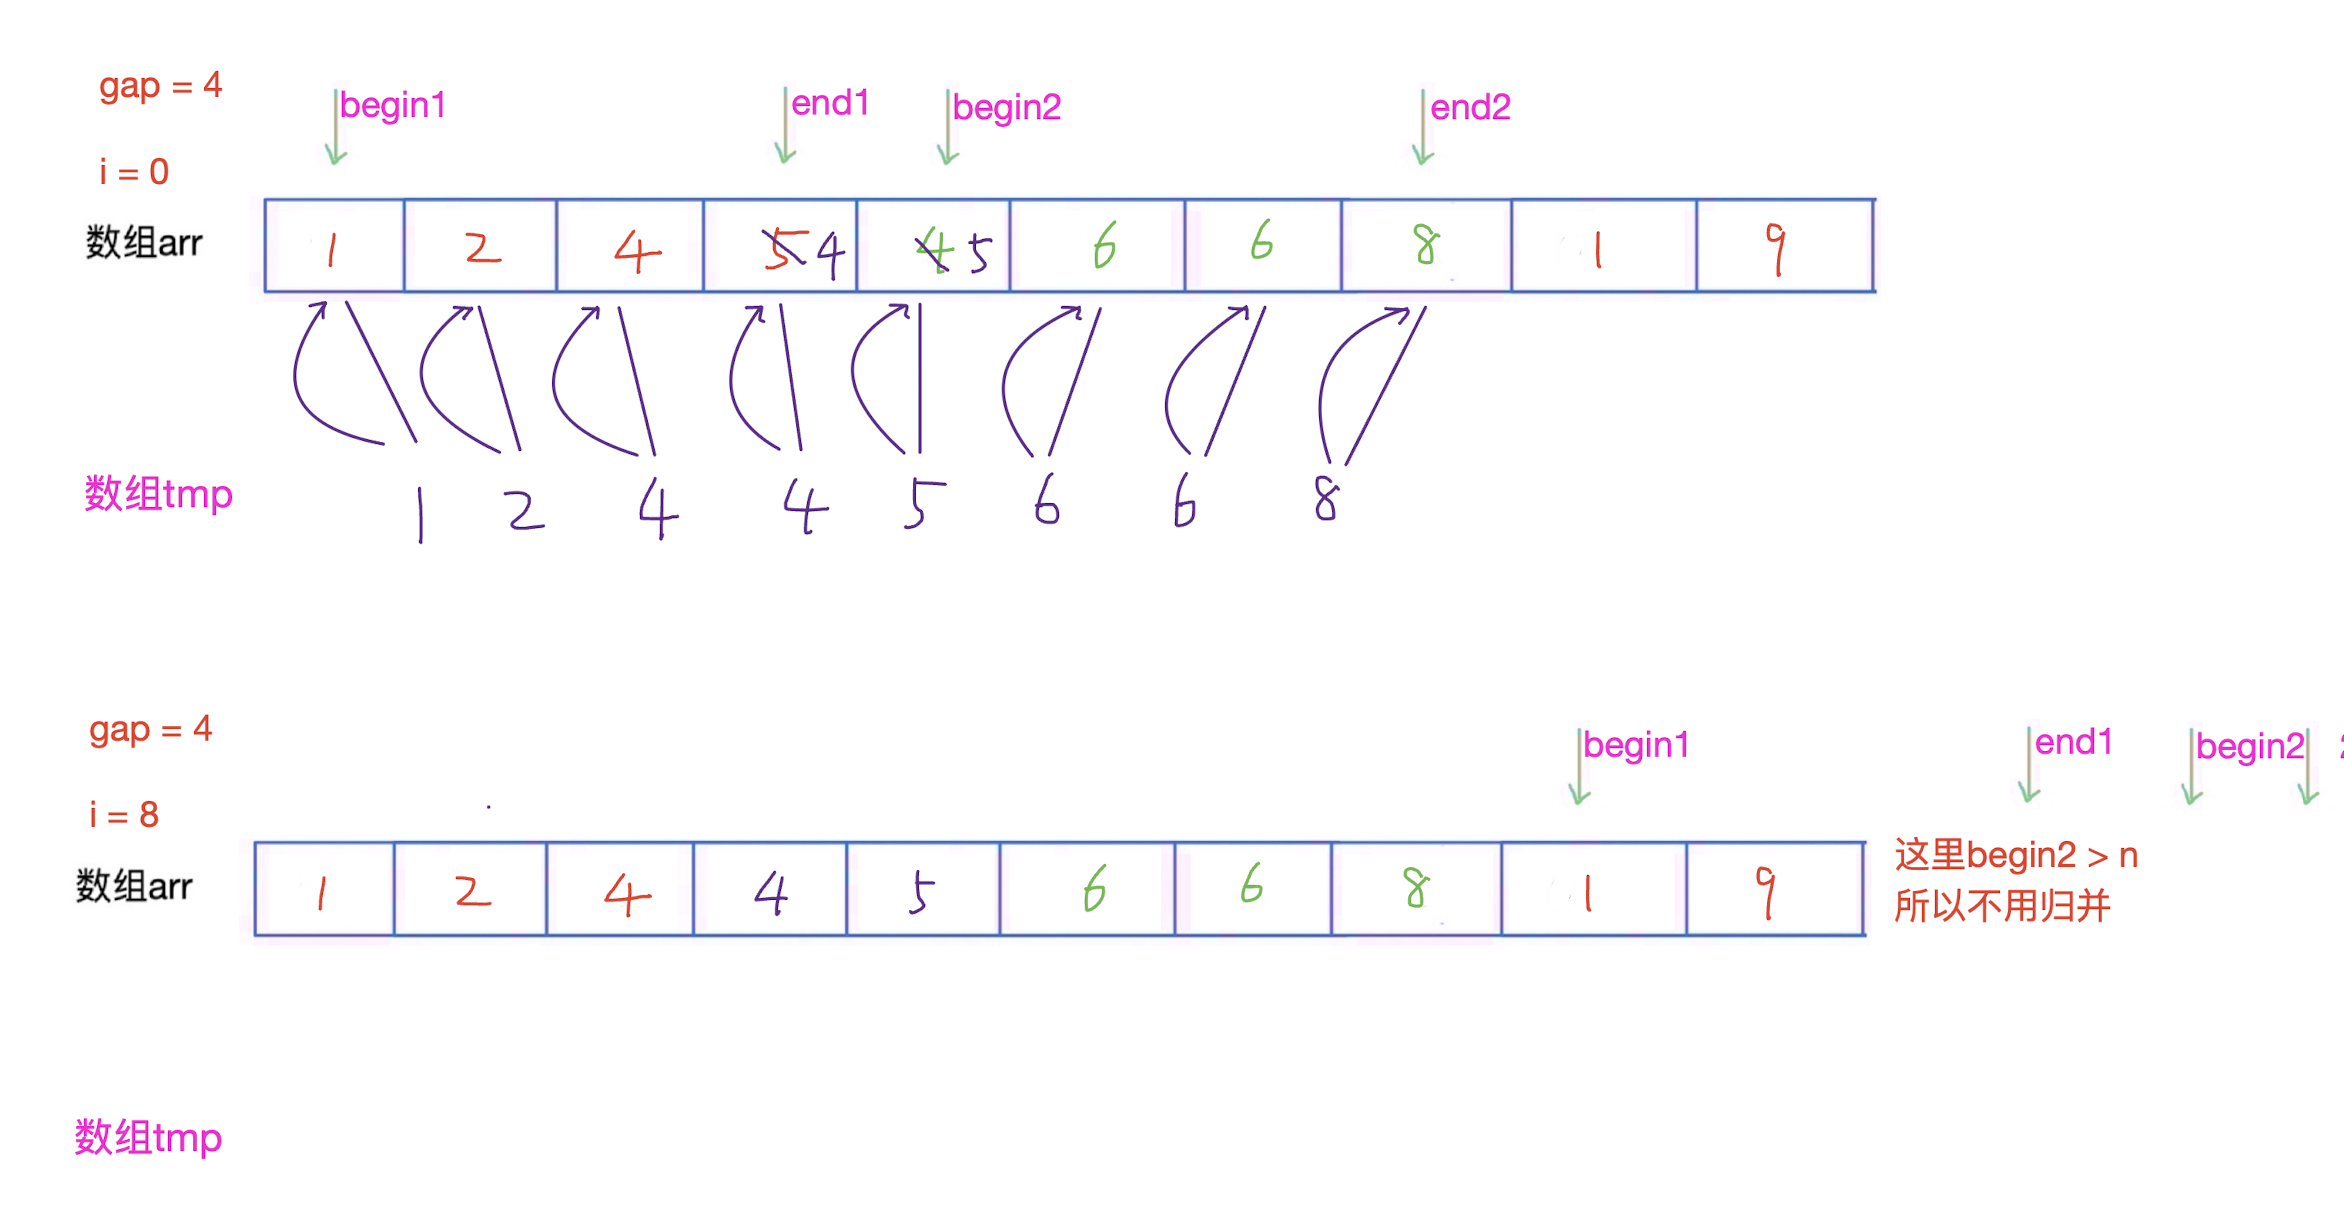 gap = 4
begin1 end1 begin2 end2
i = 0
数组arr 1 2 4 5 4 4 5 6 6 8 1 9
数组tmp 1 2 4 4 5 6 6 8
gap = 4
begin1 end1 begin2
i = 8
数组arr 1 2 4 4 5 6 6 8 1 9
这里begin2 > n
所以不用归并
数组tmp